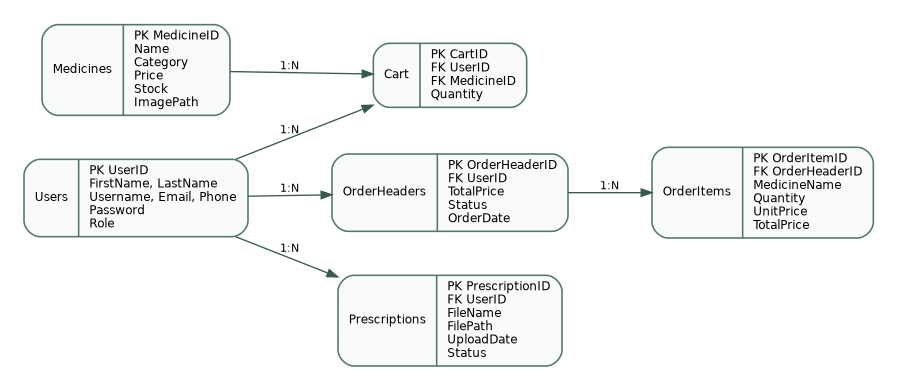 Medicines
PK MedicineID
Name
Category
Price
Stock
ImagePath
1:N
Cart
PK CartID
FK UserID
FK MedicineID
Quantity
1:N
Users
PK UserID
FirstName, LastName
Username, Email, Phone
Password
Role
1:N
OrderHeaders
PK OrderHeaderID
FK UserID
TotalPrice
Status
OrderDate
1:N
OrderItems
PK OrderItemID
FK OrderHeaderID
MedicineName
Quantity
UnitPrice
TotalPrice
1:N
Prescriptions
PK PrescriptionID
FK UserID
FileName
FilePath
UploadDate
Status